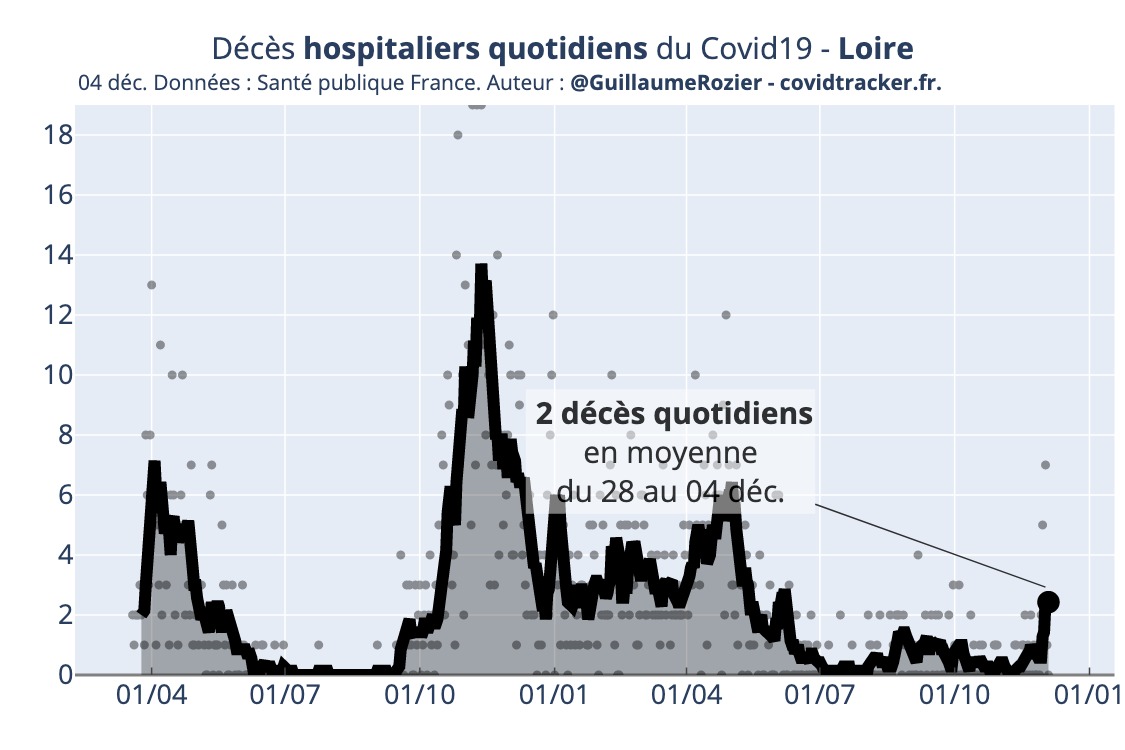 Décès hospitaliers quotidiens du Covid19 - Loire
04 déc. Données : Santé publique France. Auteur : @GuillaumeRozier - covidtracker.fr.
18
16
14
12
10
8
6
4
2
0
2 décès quotidiens
en moyenne
du 28 au 04 déc.
01/04 01/07 01/10 01/01 01/04 01/07 01/10 01/01